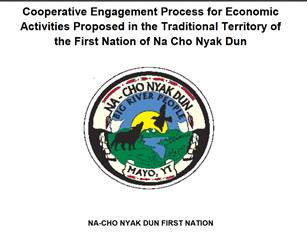 Cooperative Engagement Process for Economic
Activities Proposed in the Traditional Territory of
the First Nation of Na Cho Nyak Dun
NA-CHO NYAK DUN
BIG RIVER PEOPLE
MAYO, YT
NA-CHO NYAK DUN FIRST NATION